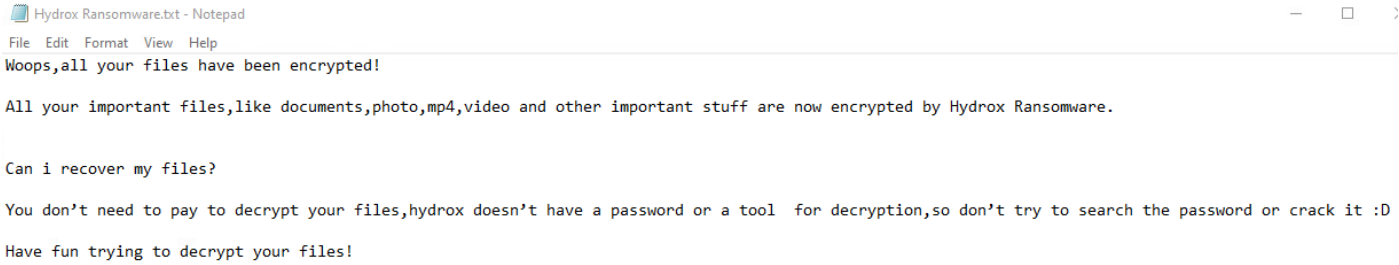 Hydrox Ransomware.txt - Notepad
File Edit Format View Help
Woops,all your files have been encrypted!
All your important files,like documents,photo,mp4,video and other important stuff are now encrypted by Hydrox Ransomware.
Can i recover my files?
You don’t need to pay to decrypt your files,hydrox doesn’t have a password or a tool  for decryption,so don’t try to search the password or crack it :D
Have fun trying to decrypt your files!